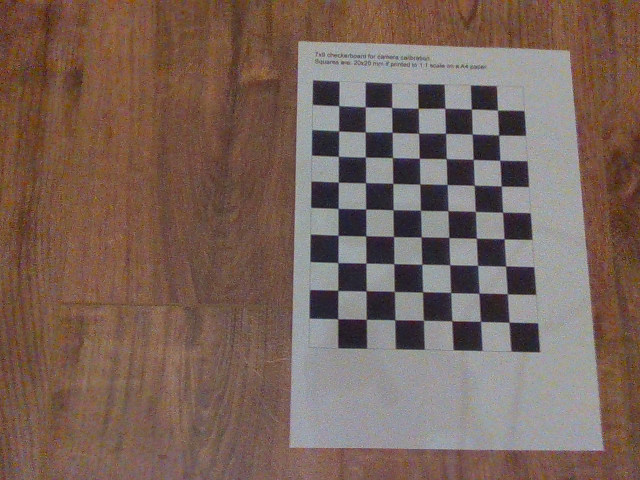 7x9 checkerboard for camera calibration.
Squares are: 20x20 mm if printed to 1:1 scale on a A4 paper.